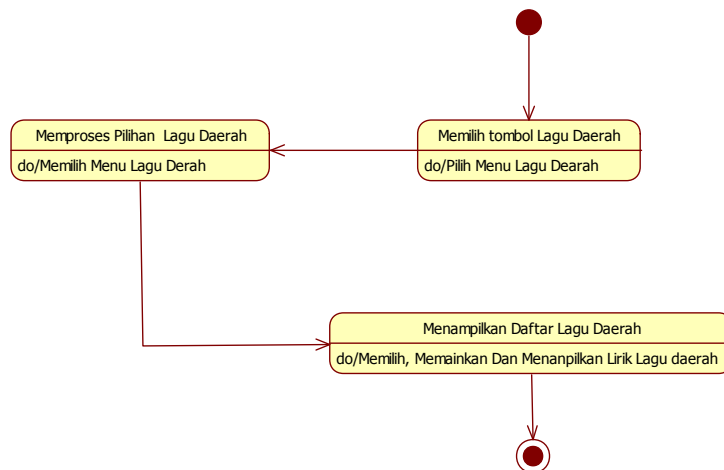 Memilih tombol Lagu Daerah
do/Pilih Menu Lagu Dearah
Memproses Pilihan  Lagu Daerah
do/Memilih Menu Lagu Derah
Menampilkan Daftar Lagu Daerah
do/Memilih, Memainkan Dan Menanpilkan Lirik Lagu daerah